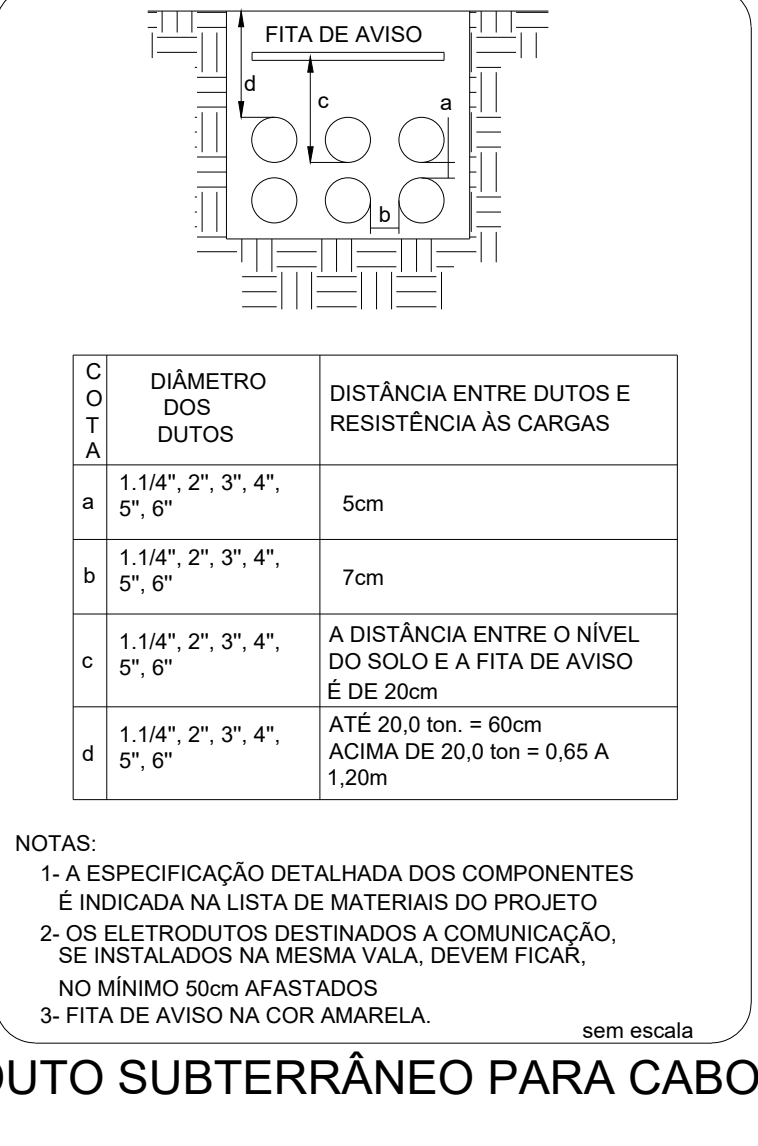 FITA DE AVISO
d
c
a
b
C
O
T
A
DIÂMETRO
DOS
DUTOS
DISTÂNCIA ENTRE DUTOS E
RESISTÊNCIA ÀS CARGAS
a
1.1/4", 2", 3", 4",
5", 6"
5cm
b
1.1/4", 2", 3", 4",
5", 6"
7cm
c
1.1/4", 2", 3", 4",
5", 6"
A DISTÂNCIA ENTRE O NÍVEL
DO SOLO E A FITA DE AVISO
É DE 20cm
d
1.1/4", 2", 3", 4",
5", 6"
ATÉ 20,0 ton. = 60cm
ACIMA DE 20,0 ton = 0,65 A
1,20m
NOTAS:
1- A ESPECIFICAÇÃO DETALHADA DOS COMPONENTES
É INDICADA NA LISTA DE MATERIAIS DO PROJETO
2- OS ELETRODUTOS DESTINADOS A COMUNICAÇÃO,
SE INSTALADOS NA MESMA VALA, DEVEM FICAR,
NO MÍNIMO 50cm AFASTADOS
3- FITA DE AVISO NA COR AMARELA.
sem escala
DUTO SUBTERRÂNEO PARA CABO